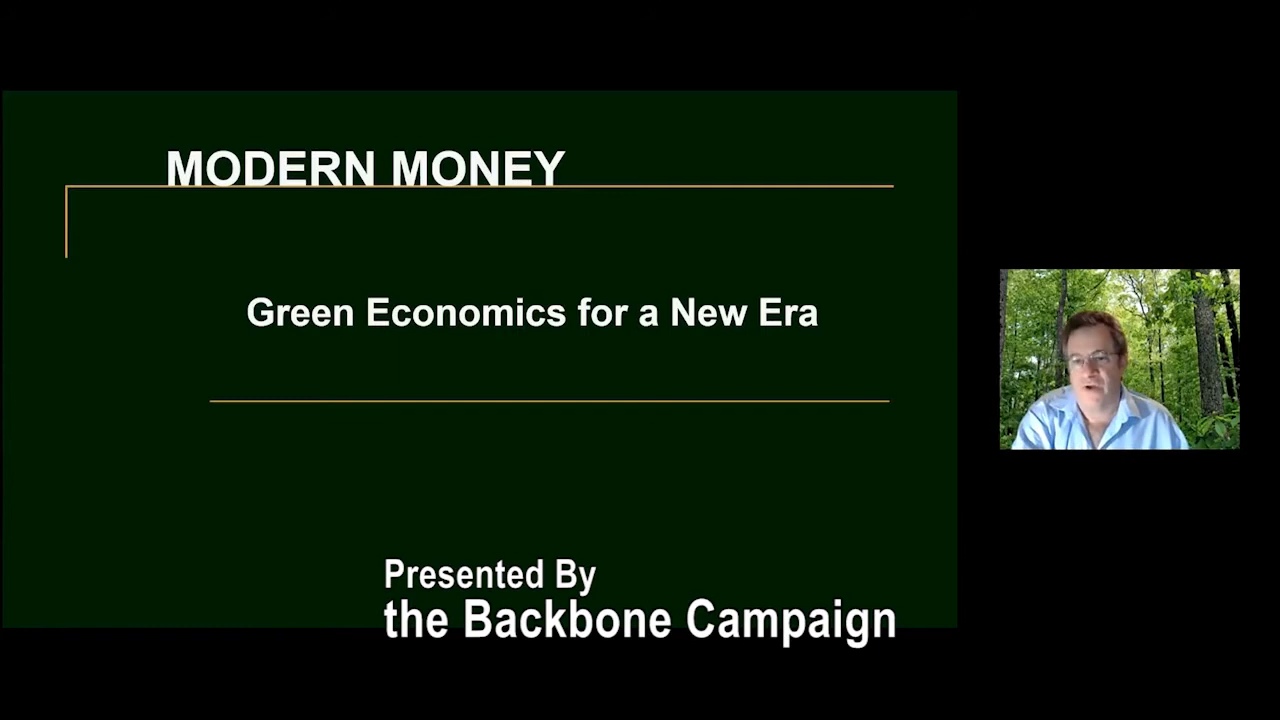 MODERN MONEY
Green Economics for a New Era
Presented By
the Backbone Campaign